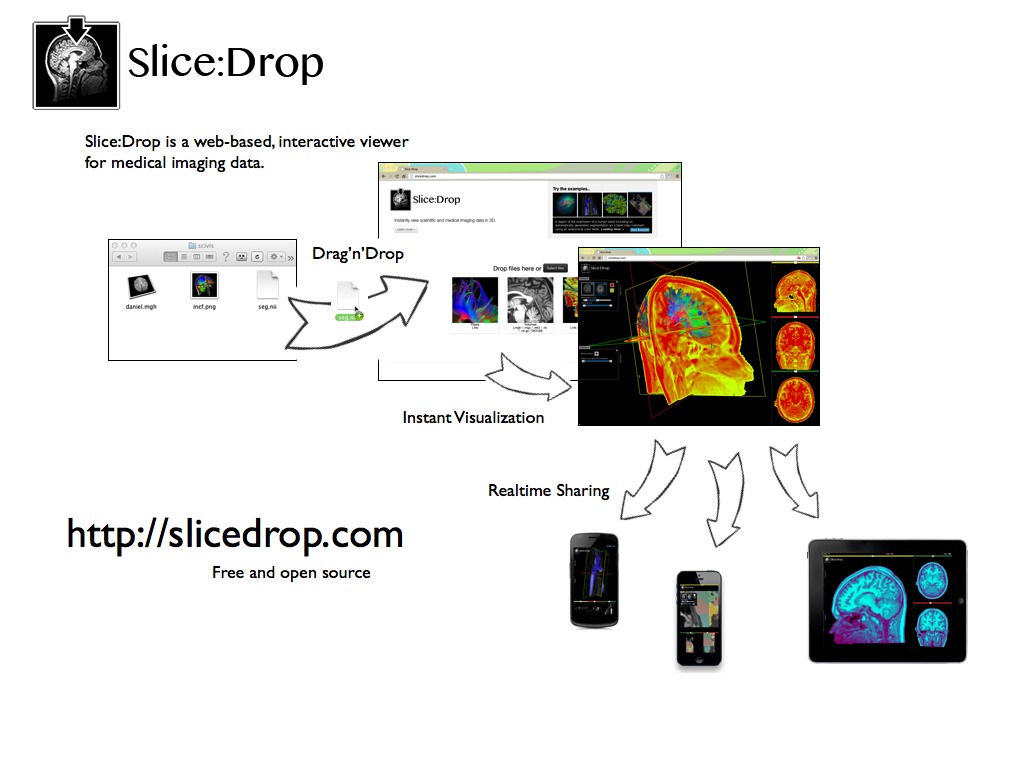 Slice:Drop
Slice:Drop is a web-based, interactive viewer
for medical imaging data.
slicedrop.com
Slice:Drop
Try the examples..
Instantly view scientific and medical imaging data in 3D.
scivis
Drag'n'Drop
daniel.mgh
incf.png
seg.nii
Drop files here or
Select files
Instant Visualization
Realtime Sharing
http://slicedrop.com
Free and open source